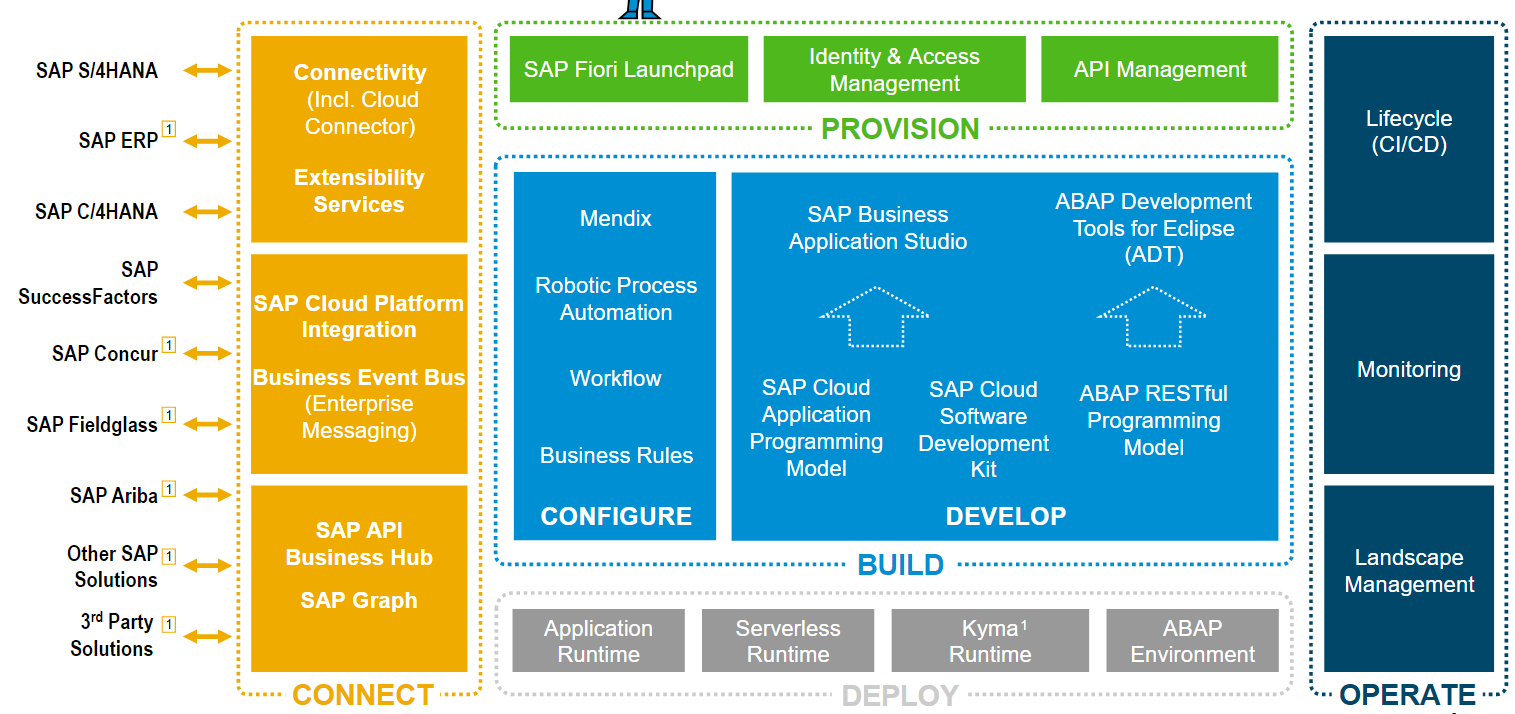 SAP S/4HANA
SAP ERP 1
SAP C/4HANA
SAP
SuccessFactors
SAP Concur 1
SAP Fieldglass 1
SAP Ariba 1
Other SAP 1
Solutions
3rd Party 1
Solutions
Connectivity
(Incl. Cloud
Connector)
Extensibility
Services
SAP Cloud Platform
Integration
Business Event Bus
(Enterprise
Messaging)
SAP API
Business Hub
SAP Graph
CONNECT
SAP Fiori Launchpad
Identity & Access
Management
API Management
PROVISION
Mendix
Robotic Process
Automation
Workflow
Business Rules
CONFIGURE
SAP Business
Application Studio
ABAP Development
Tools for Eclipse
(ADT)
SAP Cloud
Application
Programming
Model
SAP Cloud
Software
Development
Kit
ABAP RESTful
Programming
Model
DEVELOP
BUILD
Application
Runtime
Serverless
Runtime
Kyma¹
Runtime
ABAP
Environment
DEPLOY
Lifecycle
(CI/CD)
Monitoring
Landscape
Management
OPERATE